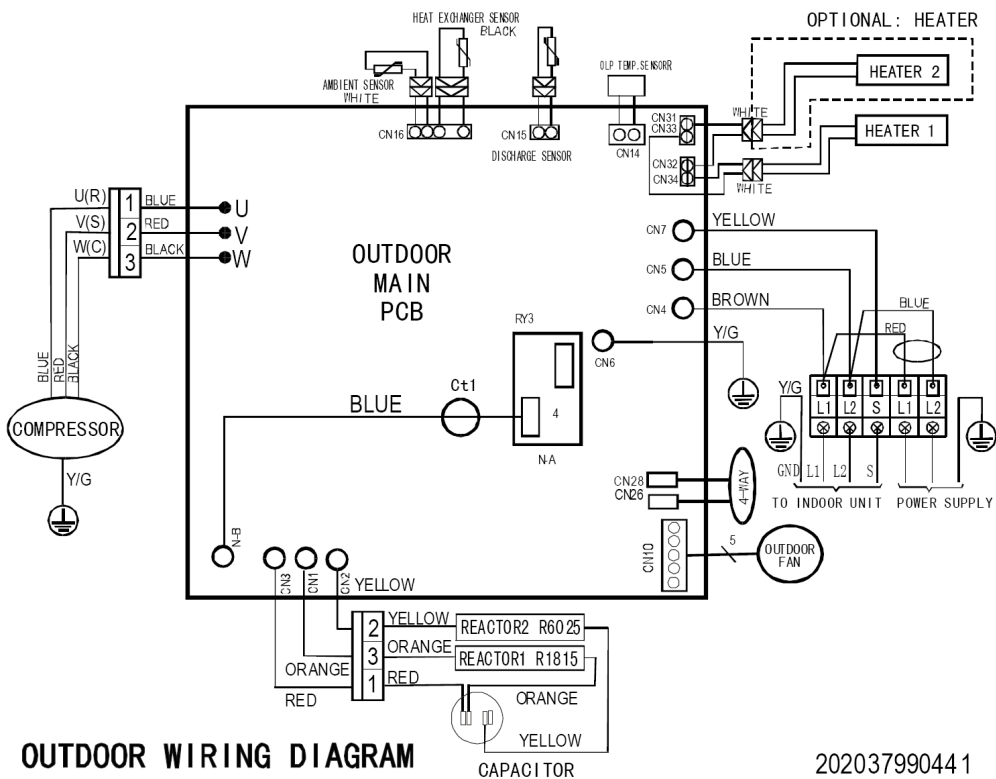 HEAT EXHANGER SENSOR
BLACK
OPTIONAL: HEATER
AMBIENT SENSOR
WHITE
OLP TEMP.SENSORR
HEATER 2
HEATER 1
WHITE
WHITE
CN16
CN15
DISCHARGE SENSOR
CN14
CN31
CN33
CN32
CN34
U(R)
V(S)
W(C)
1
2
3
BLUE
RED
BLACK
U
V
W
OUTDOOR
MAIN
PCB
CN7
YELLOW
CN5
BLUE
CN4
BROWN
Y/G
CN6
BLUE
RED
RY3
4
N-A
Ct1
BLUE
N-B
BLUE
RED
BLACK
COMPRESSOR
Y/G
Y/G
L1 L2 S L1 L2
GND L1 L2 S
TO INDOOR UNIT
POWER SUPPLY
CN28
CN26
4-WAY
CN10
5
OUTDOOR
FAN
CN3
CN1
CN2
YELLOW
YELLOW
ORANGE
RED
2
3
1
ORANGE
RED
REACTOR2 R6025
REACTOR1 R1815
ORANGE
YELLOW
CAPACITOR
OUTDOOR WIRING DIAGRAM
202037990441